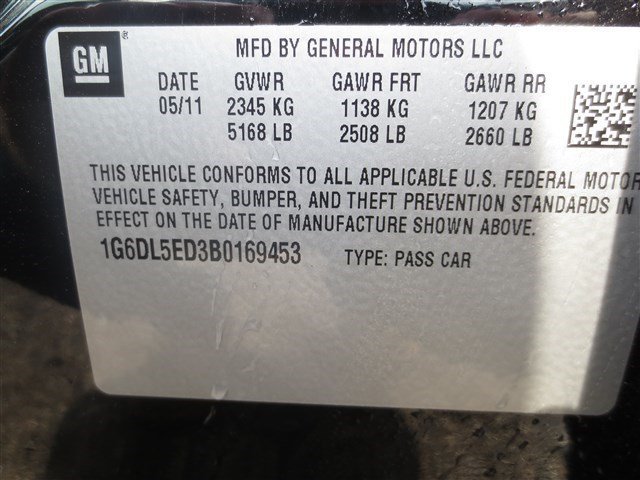 GM
®
MFD BY GENERAL MOTORS LLC
DATE GVWR GAWR FRT GAWR RR
05/11 2345 KG 1138 KG 1207 KG
5168 LB 2508 LB 2660 LB
THIS VEHICLE CONFORMS TO ALL APPLICABLE U.S. FEDERAL MOTOR
VEHICLE SAFETY, BUMPER, AND THEFT PREVENTION STANDARDS IN
EFFECT ON THE DATE OF MANUFACTURE SHOWN ABOVE.
1G6DL5ED3B0169453 TYPE: PASS CAR